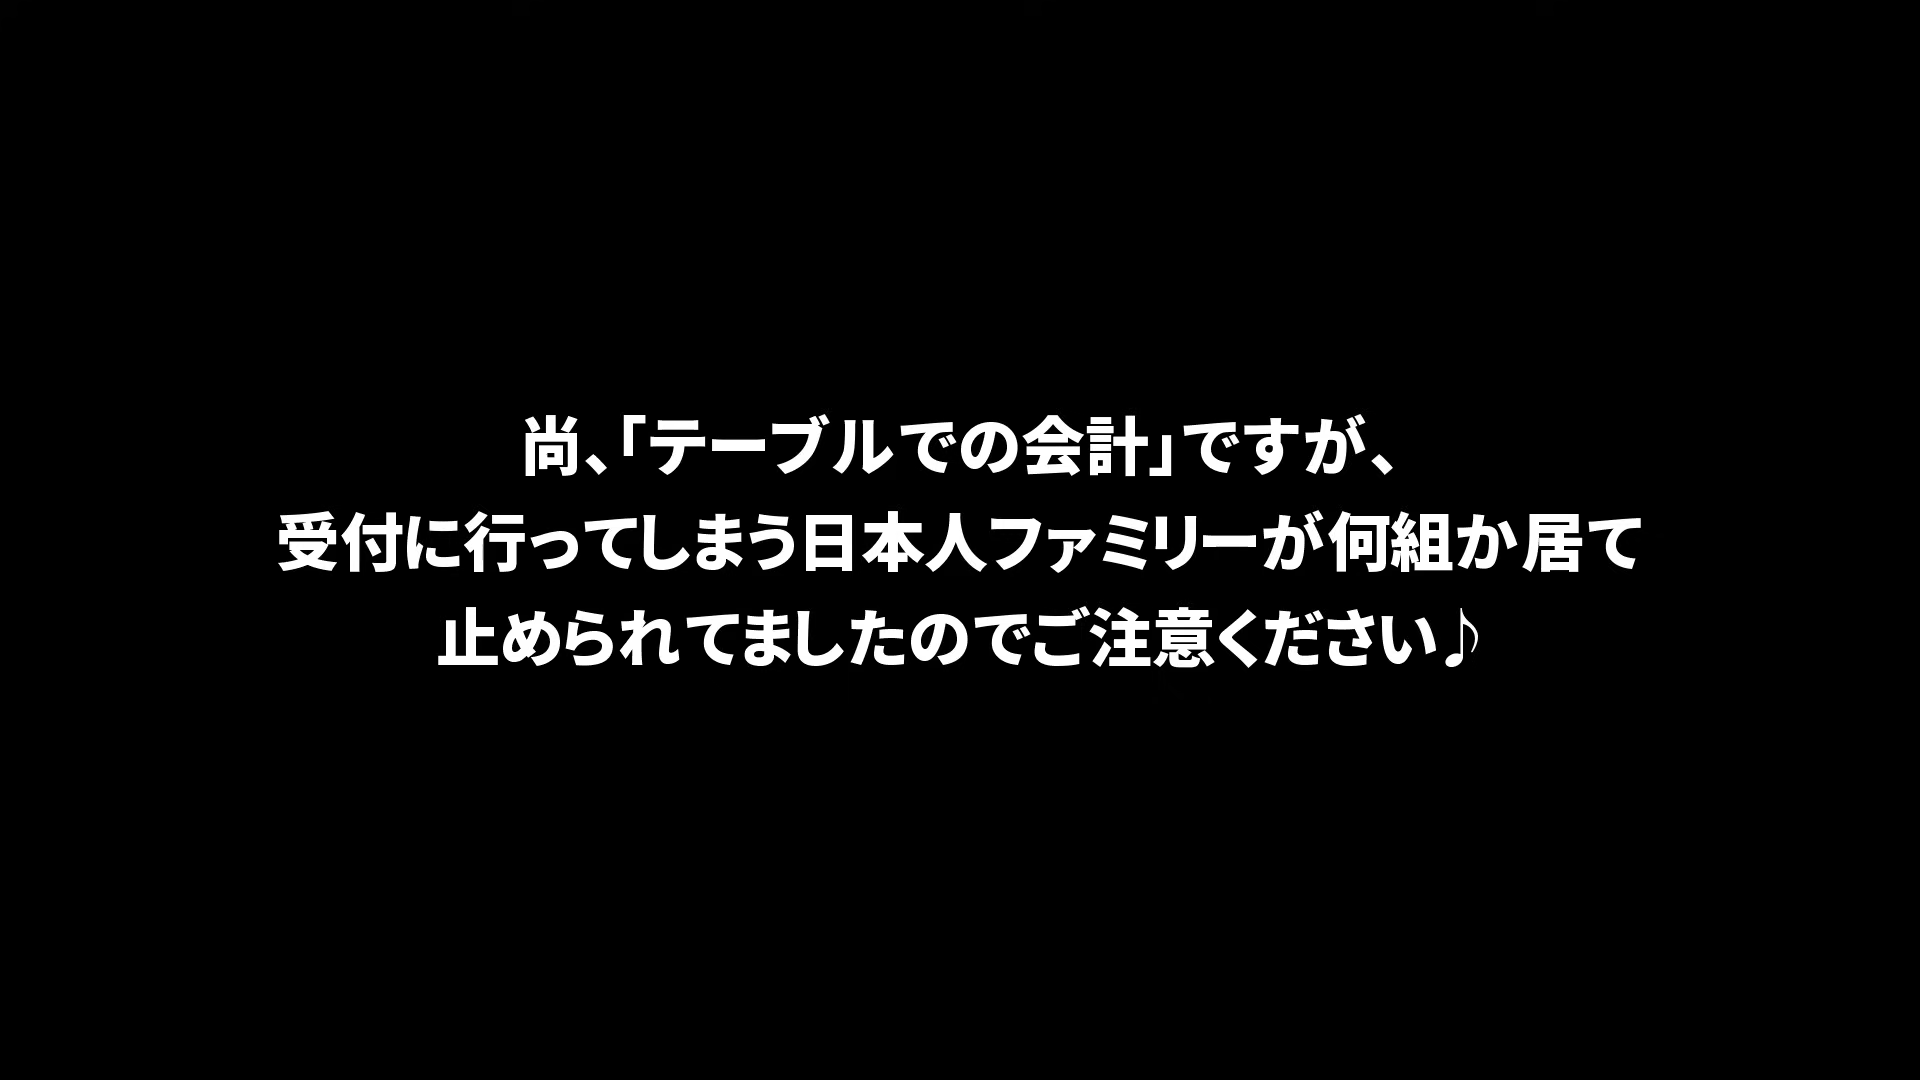 尚、「テーブルでの会計」ですが、
受付に行ってしまう日本人ファミリーが何組か居て
止められてましたのでご注意ください♪